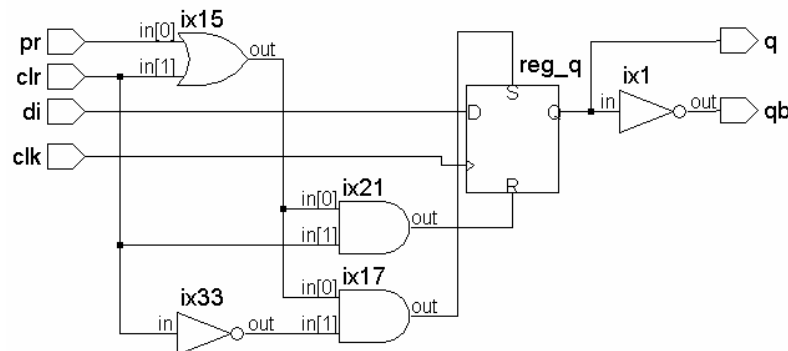 ix15
pr
in[0]
out
clr
in[1]
di
clk
reg_q
S
D
Q
R
ix1
in
out
q
qb
ix21
in[0]
out
in[1]
ix17
in[0]
out
in[1]
ix33
in
out